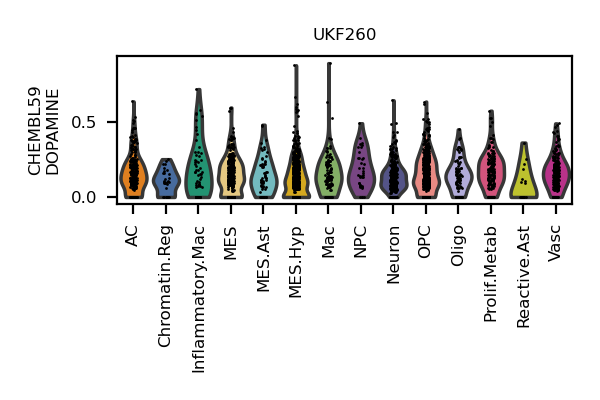 UKF260
CHEMBL59
DOPAMINE
0.5
0.0
AC
Chromatin.Reg
Inflammatory.Mac
MES
MES.Ast
MES.Hyp
Mac
NPC
Neuron
OPC
Oligo
Prolif.Metab
Reactive.Ast
Vasc